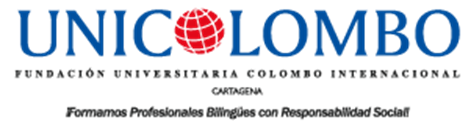 UNICOLOMBO
FUNDACIÓN UNIVERSITARIA COLOMBO INTERNACIONAL
CARTAGENA
¡Formamos Profesionales Bilingües con Responsabilidad Social!